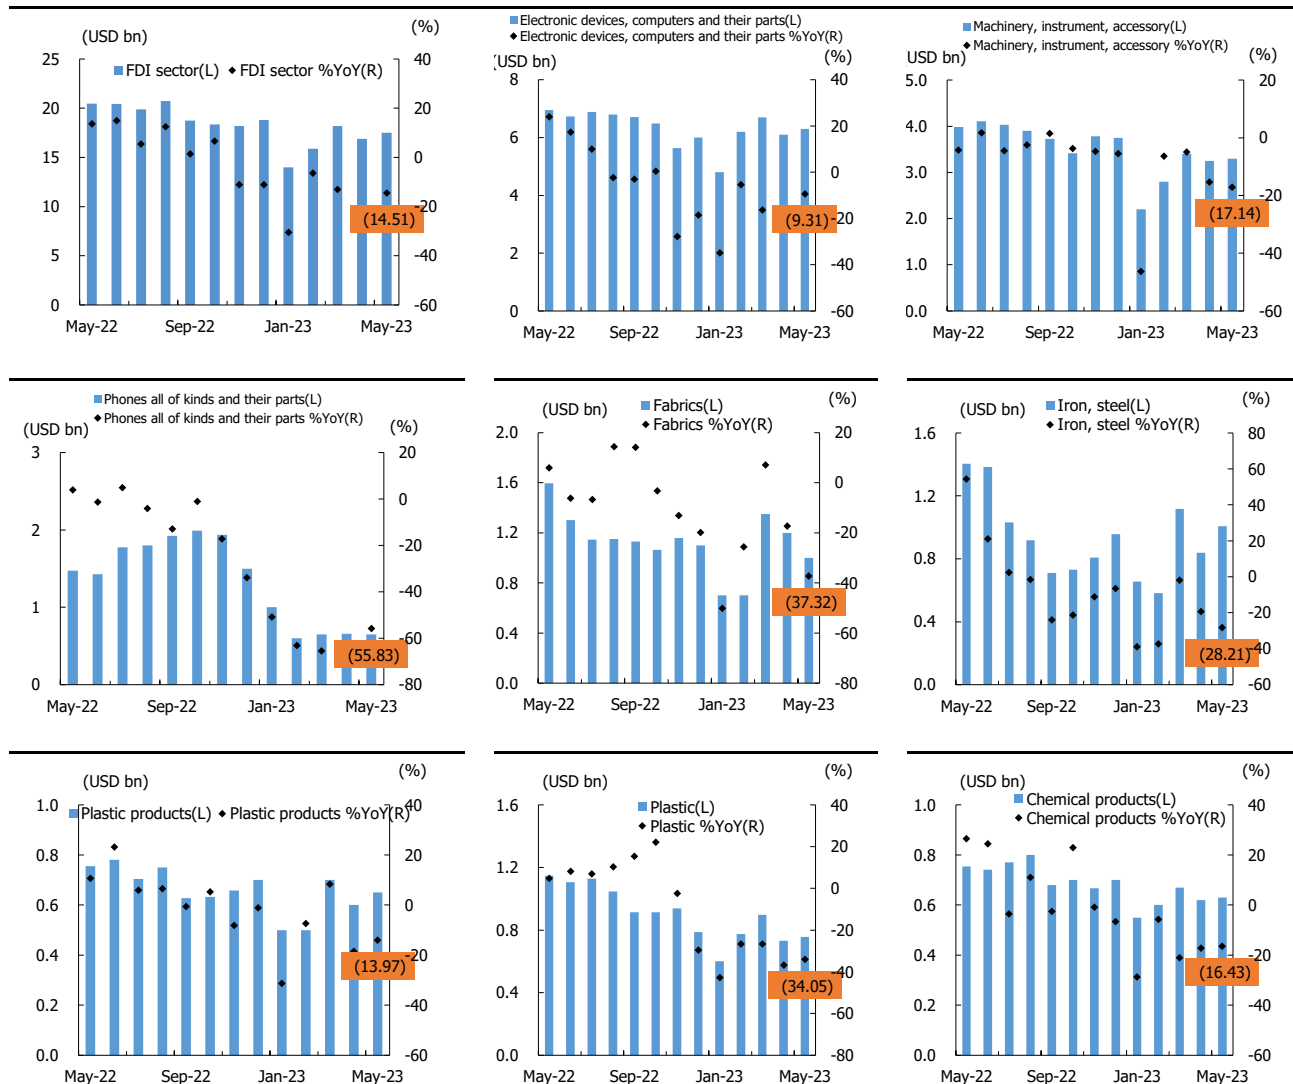 (USD bn) (%)
FDI sector(L) FDI sector %YoY(R)
25 40
20 20
15 0
10 -20
(14.51)
5 -40
0 -60
May-22 Sep-22 Jan-23 May-23
Electronic devices, computers and their parts(L)
Electronic devices, computers and their parts %YoY(R)
(USD bn) (%)
8 40
20
6
0
4
-20
(9.31)
2 -40
0 -60
May-22 Sep-22 Jan-23 May-23
Machinery, instrument, accessory(L)
Machinery, instrument, accessory %YoY(R)
USD bn) (%)
5.0 20
4.0 0
3.0
-20
(17.14)
2.0
-40
1.0
0.0 -60
May-22 Sep-22 Jan-23 May-23
Phones all of kinds and their parts(L)
Phones all of kinds and their parts %YoY(R)
(USD bn) (%)
3 20
0
2
-20
-40
1
-60
(55.83)
0 -80
May-22 Sep-22 Jan-23 May-23
(USD bn) Fabrics(L) (%)
Fabrics %YoY(R)
2.0 20
1.6 0
1.2 -20
0.8 -40
(37.32)
0.4 -60
0.0 -80
May-22 Sep-22 Jan-23 May-23
(USD bn) Iron, steel(L) (%)
Iron, steel %YoY(R)
1.6 80
60
1.2
40
20
0.8
0
-20
0.4
-40
(28.21)
0.0 -60
May-22 Sep-22 Jan-23 May-23
(USD bn) (%)
1.0 40
Plastic products(L) Plastic products %YoY(R)
0.8 20
0.6 0
0.4 -20
(13.97)
0.2 -40
0.0 -60
May-22 Sep-22 Jan-23 May-23
(USD bn) (%)
1.6 40
Plastic(L)
Plastic %YoY(R)
20
1.2
0
0.8
-20
-40
(34.05)
0.4
-60
0.0 -80
May-22 Sep-22 Jan-23 May-23
(USD bn) (%)
Chemical products(L)
1.0 40
Chemical products %YoY(R)
0.8 20
0.6 0
0.4 -20
(16.43)
0.2 -40
0.0 -60
May-22 Sep-22 Jan-23 May-23